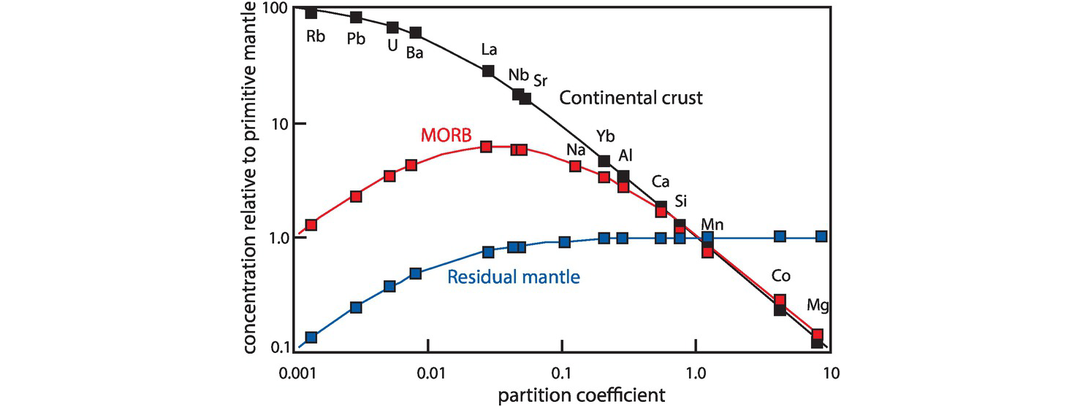 concentration relative to primitive mantle
100
10
1.0
0.1
Rb
Pb
U
Ba
La
Nb
Sr
Continental crust
MORB
Na
Yb
Al
Ca
Si
Mn
Residual mantle
Co
Mg
0.001
0.01
0.1
1.0
10
partition coefficient